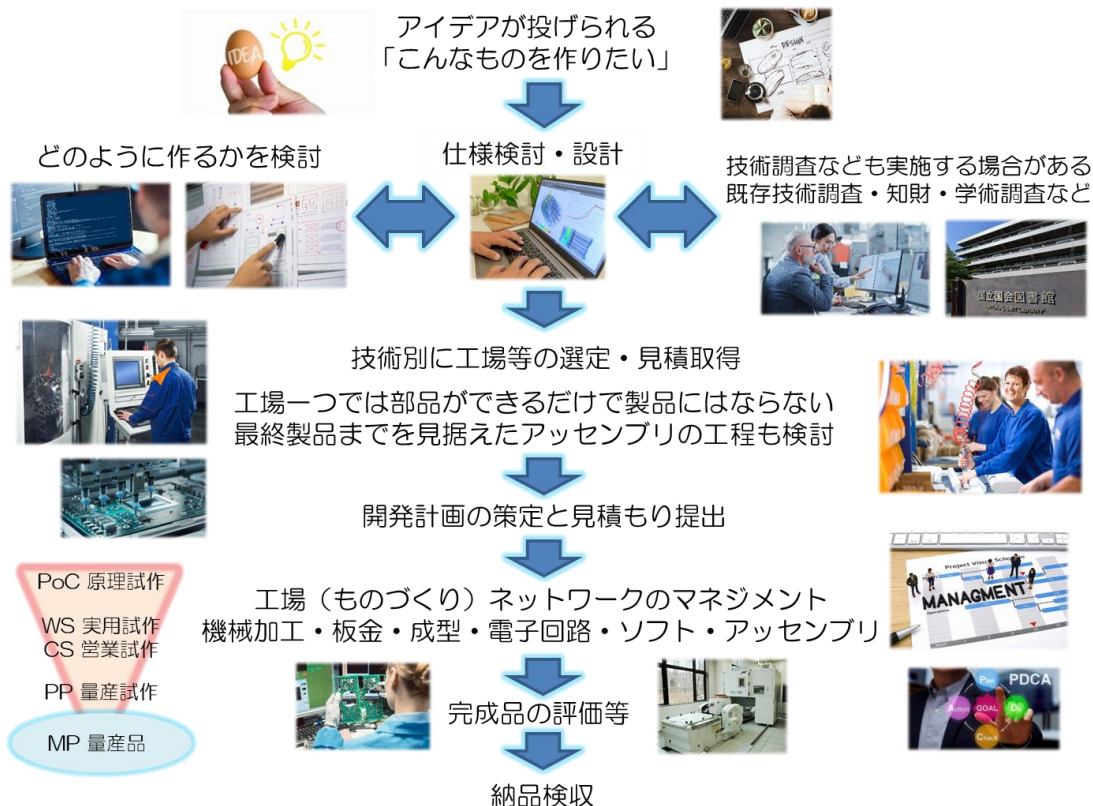 IDEA
アイデアが投げられる
「こんなものを作りたい」
DESIGN
どのように作るかを検討
仕様検討・設計
技術調査なども実施する場合がある
既存技術調査・知財・学術調査など
国立国会図書館
技術別に工場等の選定・見積取得
工場一つでは部品ができるだけで製品にはならない
最終製品までを見据えたアッセンブリの工程も検討
開発計画の策定と見積もり提出
PoC 原理試作
WS 実用試作
CS 営業試作
PP 量産試作
MP 量産品
工場（ものづくり）ネットワークのマネジメント
機械加工・板金・成型・電子回路・ソフト・アッセンブリ
MANAGMENT
完成品の評価等
Plan
PDCA
Action
GOAL
Do
Check
納品検収